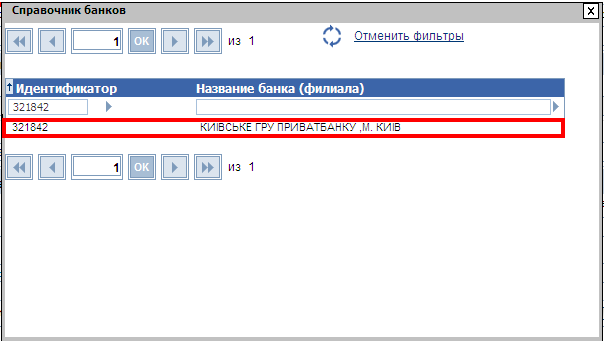 Справочник банков
1 OK из 1 Отменить фильтры
Идентификатор Название банка (филиала)
321842
321842 КИЇВСЬКЕ ГРУ ПРИВАТБАНКУ ,М. КИЇВ
1 OK из 1